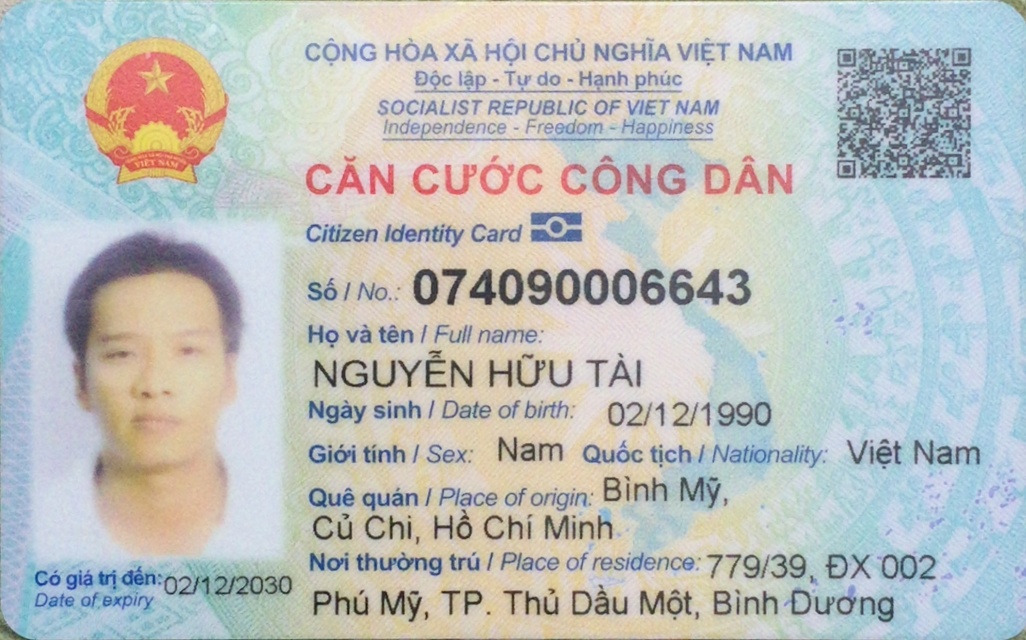 CỘNG HÒA XÃ HỘI CHỦ NGHĨA VIỆT NAM
Độc lập - Tự do - Hạnh phúc
SOCIALIST REPUBLIC OF VIET NAM
Independence - Freedom - Happiness
CĂN CƯỚC CÔNG DÂN
Citizen Identity Card
Số / No.: 074090006643
Họ và tên / Full name:
NGUYỄN HỮU TÀI
Ngày sinh / Date of birth: 02/12/1990
Giới tính / Sex: Nam Quốc tịch / Nationality: Việt Nam
Quê quán / Place of origin: Bình Mỹ,
Củ Chi, Hồ Chí Minh
Nơi thường trú / Place of residence: 779/39, ĐX 002
Phú Mỹ, TP. Thủ Dầu Một, Bình Dương
Có giá trị đến: 02/12/2030
Date of expiry
VIỆT NAM